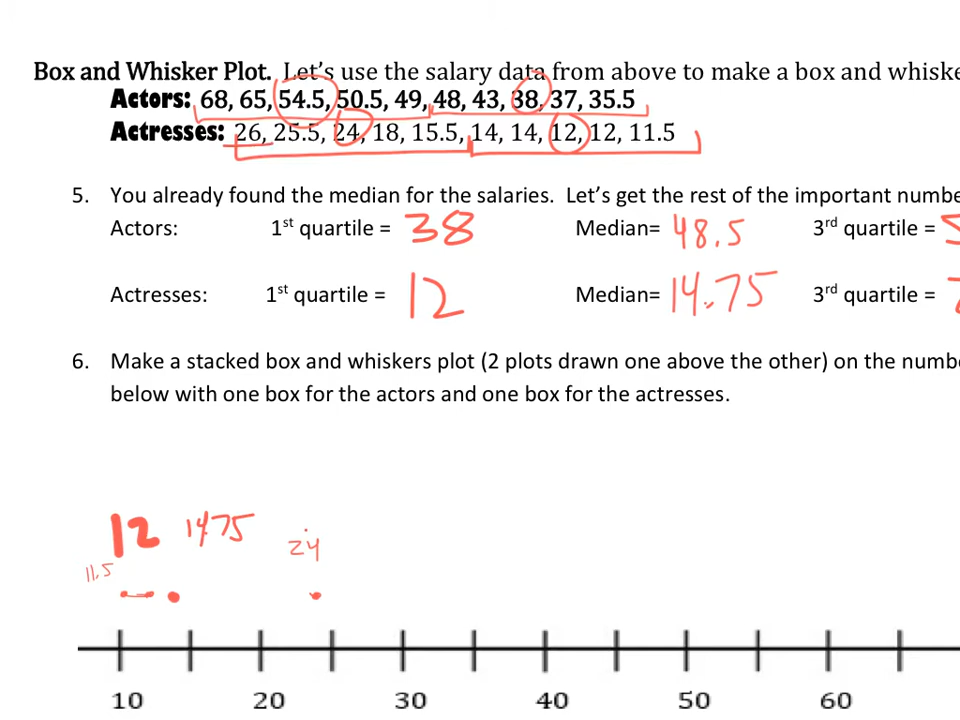 Box and Whisker Plot. Let's use the salary data from above to make a box and whiske
Actors: 68, 65, 54.5, 50.5, 49, 48, 43, 38, 37, 35.5
Actresses: 26, 25.5, 24, 18, 15.5, 14, 14, 12, 12, 11.5
5. You already found the median for the salaries. Let's get the rest of the important numbe
Actors: 1st quartile = 38 Median= 48.5 3rd quartile =
Actresses: 1st quartile = 12 Median= 14.75 3rd quartile =
6. Make a stacked box and whiskers plot (2 plots drawn one above the other) on the numbe
below with one box for the actors and one box for the actresses.
12 14.75 24
11.5
10 20 30 40 50 60